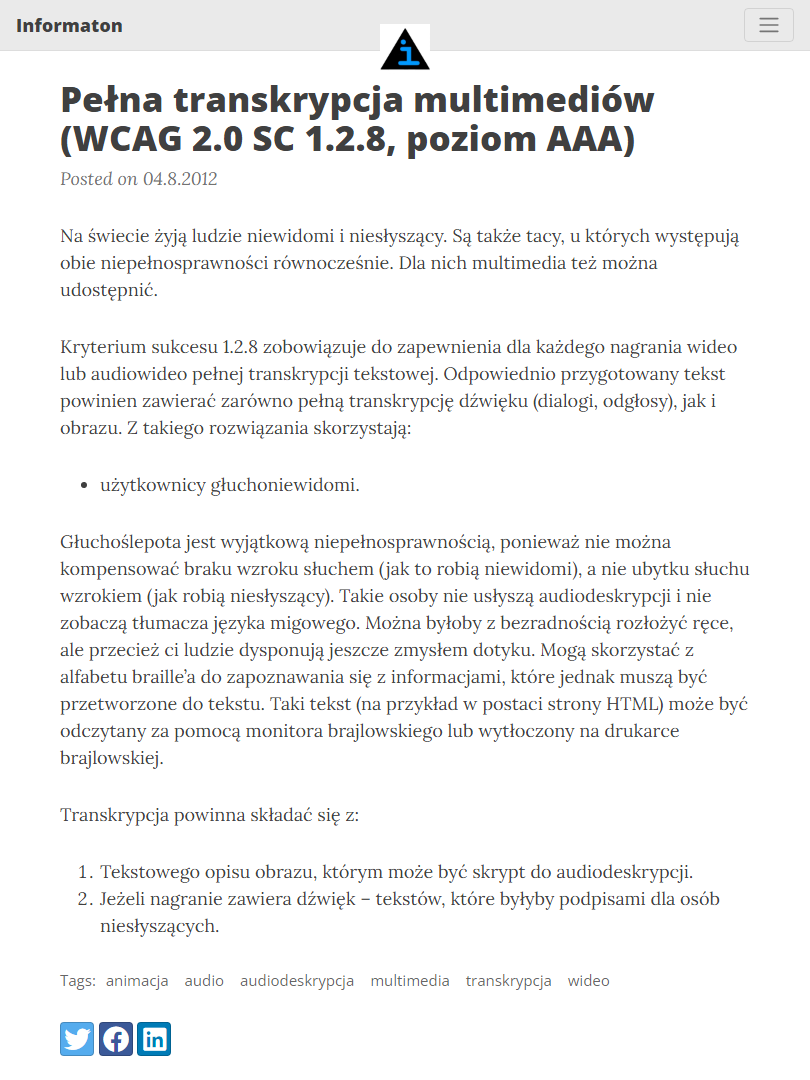 Informaton
Pełna transkrypcja multimediów
(WCAG 2.0 SC 1.2.8, poziom AAA)
Posted on 04.8.2012
Na świecie żyją ludzie niewidomi i niesłyszący. Są także tacy, u których występują
obie niepełnosprawności równocześnie. Dla nich multimedia też można
udostępnić.
Kryterium sukcesu 1.2.8 zobowiązuje do zapewnienia dla każdego nagrania wideo
lub audiowideo pełnej transkrypcji tekstowej. Odpowiednio przygotowany tekst
powinien zawierać zarówno pełną transkrypcję dźwięku (dialogi, odgłosy), jak i
obrazu. Z takiego rozwiązania skorzystają:
• użytkownicy głuchoniewidomi.
Głuchoślepota jest wyjątkową niepełnosprawnością, ponieważ nie można
kompensować braku wzroku słuchem (jak to robią niewidomi), a nie ubytku słuchu
wzrokiem (jak robią niesłyszący). Takie osoby nie usłyszą audiodeskrypcji i nie
zobaczą tłumacza języka migowego. Można byłoby z bezradnością rozłożyć ręce,
ale przecież ci ludzie dysponują jeszcze zmysłem dotyku. Mogą skorzystać z
alfabetu braille’a do zapoznawania się z informacjami, które jednak muszą być
przetworzone do tekstu. Taki tekst (na przykład w postaci strony HTML) może być
odczytany za pomocą monitora brajlowskiego lub wytłoczony na drukarce
brajlowskiej.
Transkrypcja powinna składać się z:
1. Tekstowego opisu obrazu, którym może być skrypt do audiodeskrypcji.
2. Jeżeli nagranie zawiera dźwięk – tekstów, które byłyby podpisami dla osób
niesłyszących.
Tags: animacja audio audiodeskrypcja multimedia transkrypcja wideo